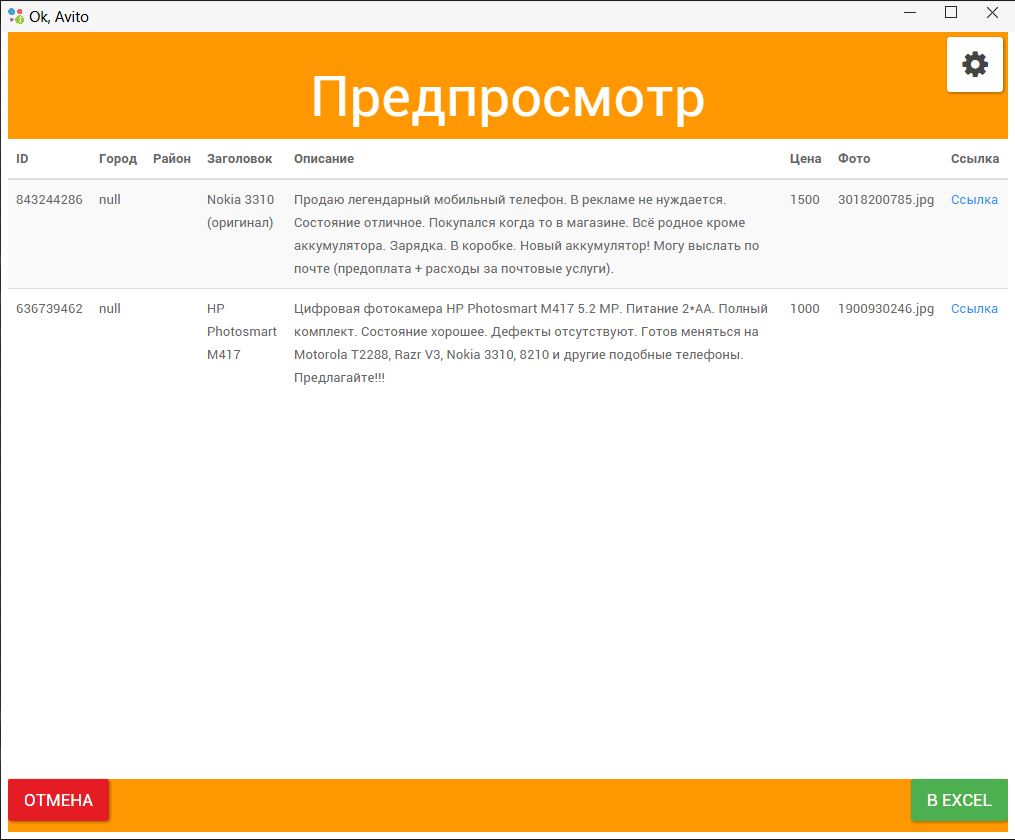 Ok, Avito
Предпросмотр
ID Город Район Заголовок Описание Цена Фото Ссылка
843244286 null Nokia 3310 Продаю легендарный мобильный телефон. В рекламе не нуждается. 1500 3018200785.jpg Ссылка
(оригинал) Состояние отличное. Покупался когда то в магазине. Всё родное кроме
аккумулятора. Зарядка. В коробке. Новый аккумулятор! Могу выслать по
почте (предоплата + расходы за почтовые услуги).
636739462 null HP Цифровая фотокамера HP Photosmart M417 5.2 MP. Питание 2*AA. Полный 1000 1900930246.jpg Ссылка
Photosmart комплект. Состояние хорошее. Дефекты отсутствуют. Готов меняться на
M417 Motorola T2288, Razr V3, Nokia 3310, 8210 и другие подобные телефоны.
Предлагайте!!!
ОТМЕНА В EXCEL